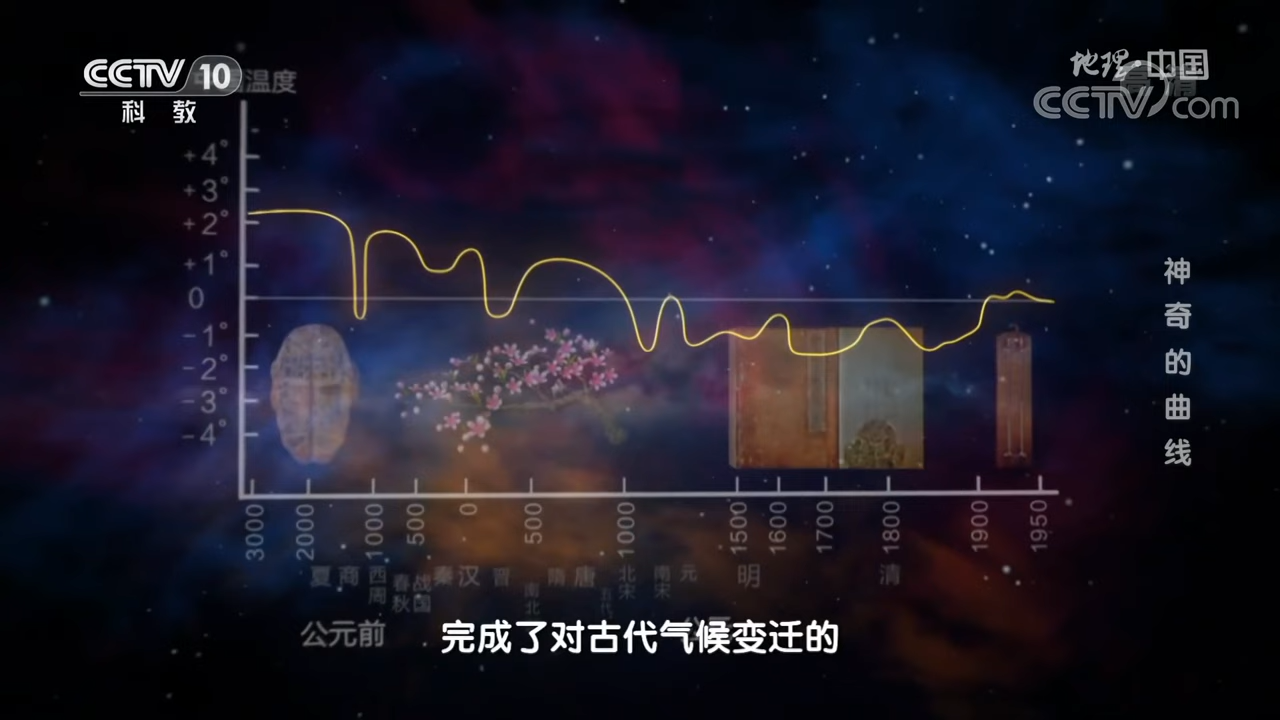 CCTV 10
科教
温度
地理·中国
高清
CCTV.com
神奇的曲线
+4°
+3°
+2°
+1°
0
-1°
-2°
-3°
-4°
3000 2000 1000 500 0 500 1000 1500 1600 1700 1800 1900 1950
夏 商 西周 春秋 战国 秦 汉 晋 南北 隋 唐 五代 北宋 南宋 元 明 清
公元前
完成了对古代气候变迁的